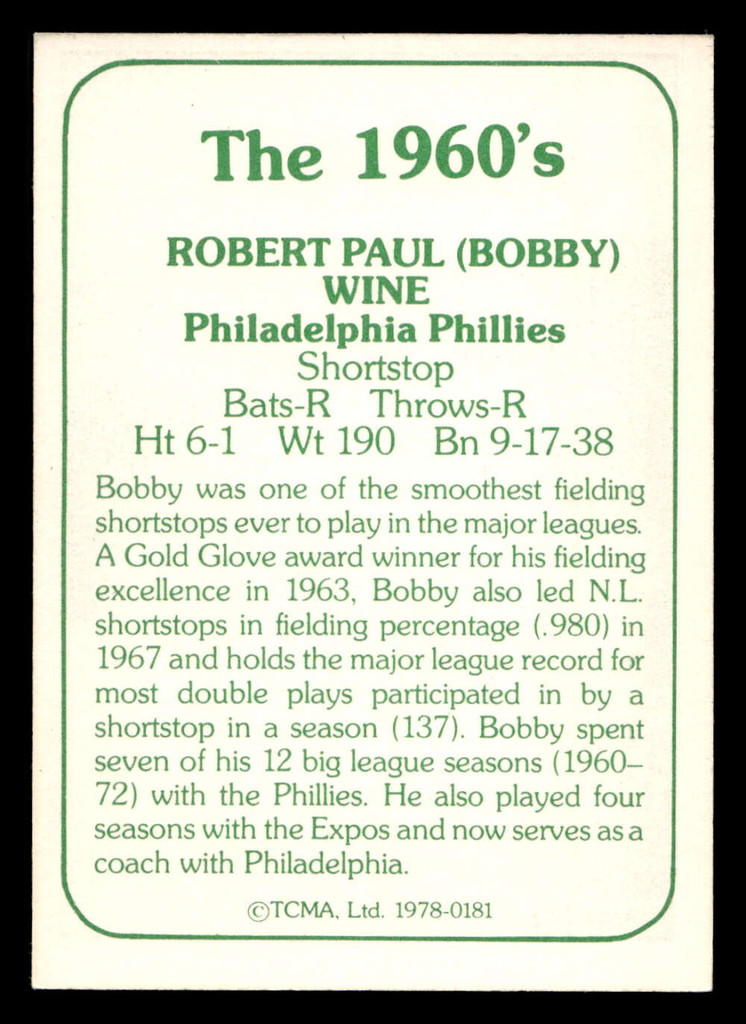 The 1960's
ROBERT PAUL (BOBBY)
WINE
Philadelphia Phillies
Shortstop
Bats-R Throws-R
Ht 6-1 Wt 190 Bn 9-17-38
Bobby was one of the smoothest fielding
shortstops ever to play in the major leagues.
A Gold Glove award winner for his fielding
excellence in 1963, Bobby also led N.L.
shortstops in fielding percentage (.980) in
1967 and holds the major league record for
most double plays participated in by a
shortstop in a season (137). Bobby spent
seven of his 12 big league seasons (1960–
72) with the Phillies. He also played four
seasons with the Expos and now serves as a
coach with Philadelphia.
©TCMA, Ltd. 1978-0181